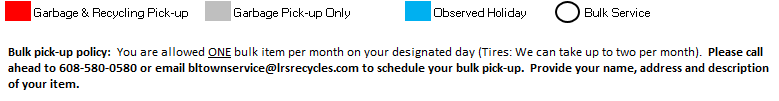 Garbage & Recycling Pick-up Garbage Pick-up Only Observed Holiday Bulk Service
Bulk pick-up policy: You are allowed ONE bulk item per month on your designated day (Tires: We can take up to two per month). Please call
ahead to 608-580-0580 or email bltownservice@lrsrecycles.com to schedule your bulk pick-up. Provide your name, address and description
of your item.